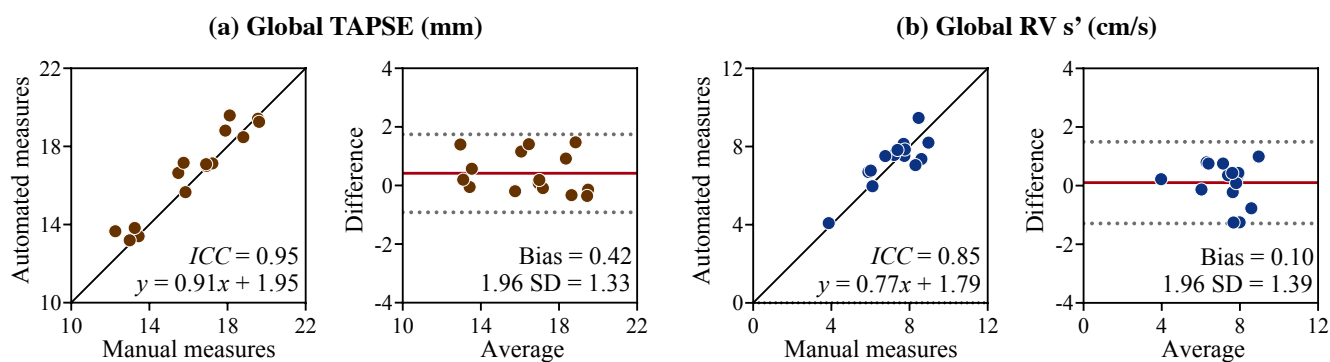 (a) Global TAPSE (mm)
(b) Global RV s’ (cm/s)
Automated measures
22
18
14
10
ICC = 0.95
y = 0.91x + 1.95
10 14 18 22
Manual measures
Difference
4
2
0
-2
-4
Bias = 0.42
1.96 SD = 1.33
10 14 18 22
Average
Automated measures
12
8
4
0
ICC = 0.85
y = 0.77x + 1.79
0 4 8 12
Manual measures
Difference
4
2
0
-2
-4
Bias = 0.10
1.96 SD = 1.39
0 4 8 12
Average